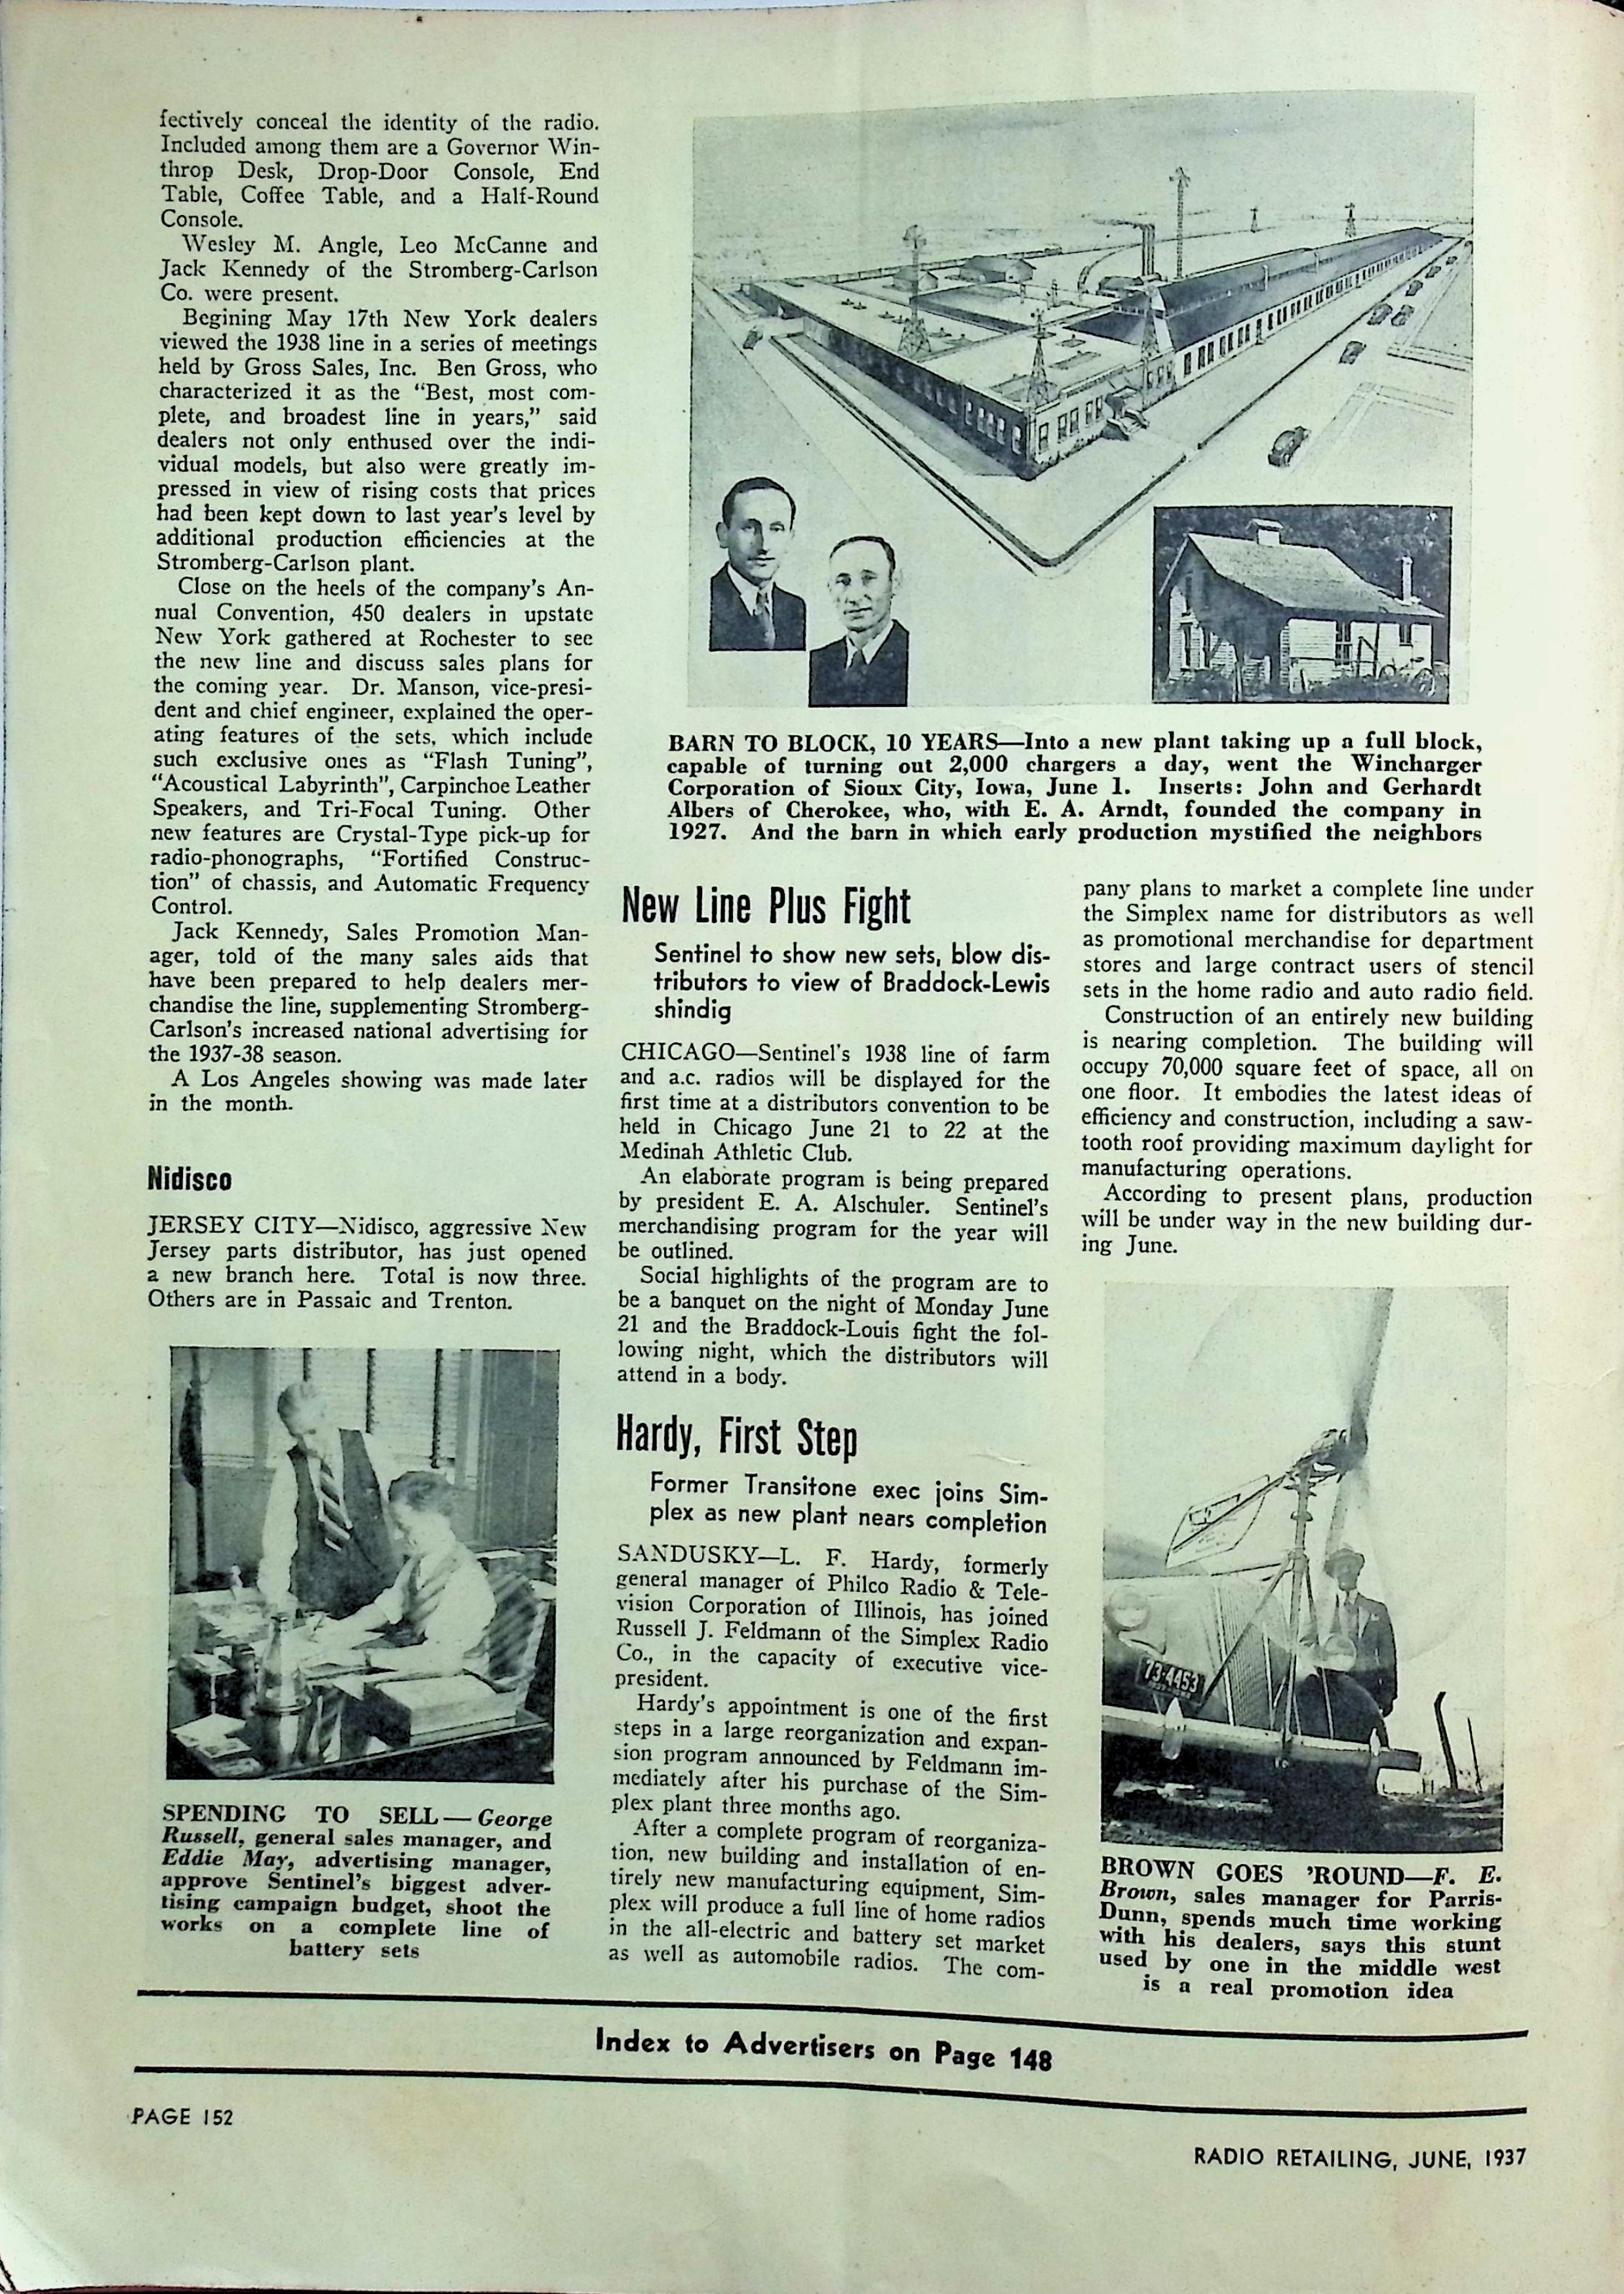 fectively conceal the identity of the radio.
Included among them are a Governor Win-
throp Desk, Drop-Door Console, End
Table, Coffee Table, and a Half-Round
Console.
Wesley M. Angle, Leo McCanne and
Jack Kennedy of the Stromberg-Carlson
Co. were present.
Begining May 17th New York dealers
viewed the 1938 line in a series of meetings
held by Gross Sales, Inc. Ben Gross, who
characterized it as the "Best, most com-
plete, and broadest line in years," said
dealers not only enthused over the indi-
vidual models, but also were greatly im-
pressed in view of rising costs that prices
had been kept down to last year's level by
additional production efficiencies at the
Stromberg-Carlson plant.
Close on the heels of the company's An-
nual Convention, 450 dealers in upstate
New York gathered at Rochester to see
the new line and discuss sales plans for
the coming year. Dr. Manson, vice-presi-
dent and chief engineer, explained the oper-
ating features of the sets, which include
such exclusive ones as "Flash Tuning",
"Acoustical Labyrinth", Carpinchoe Leather
Speakers, and Tri-Focal Tuning. Other
new features are Crystal-Type pick-up for
radio-phonographs, "Fortified Construc-
tion" of chassis, and Automatic Frequency
Control.
Jack Kennedy, Sales Promotion Man-
ager, told of the many sales aids that
have been prepared to help dealers mer-
chandise the line, supplementing Stromberg-
Carlson's increased national advertising for
the 1937-38 season.
A Los Angeles showing was made later
in the month.
Nidisco
JERSEY CITY—Nidisco, aggressive New
Jersey parts distributor, has just opened
a new branch here. Total is now three.
Others are in Passaic and Trenton.
SPENDING TO SELL—George
Russell, general sales manager, and
Eddie May, advertising manager,
approve Sentinel's biggest adver-
tising campaign budget, shoot the
works on a complete line of
battery sets
BARN TO BLOCK, 10 YEARS—Into a new plant taking up a full block,
capable of turning out 2,000 chargers a day, went the Wincharger
Corporation of Sioux City, Iowa, June 1. Inserts: John and Gerhardt
Albers of Cherokee, who, with E. A. Arndt, founded the company in
1927. And the barn in which early production mystified the neighbors
New Line Plus Fight
Sentinel to show new sets, blow dis-
tributors to view of Braddock-Lewis
shindig
CHICAGO—Sentinel's 1938 line of farm
and a.c. radios will be displayed for the
first time at a distributors convention to be
held in Chicago June 21 to 22 at the
Medinah Athletic Club.
An elaborate program is being prepared
by president E. A. Alschuler. Sentinel's
merchandising program for the year will
be outlined.
Social highlights of the program are to
be a banquet on the night of Monday June
21 and the Braddock-Louis fight the fol-
lowing night, which the distributors will
attend in a body.
Hardy, First Step
Former Transitone exec joins Sim-
plex as new plant nears completion
SANDUSKY—L. F. Hardy, formerly
general manager of Philco Radio & Tele-
vision Corporation of Illinois, has joined
Russell J. Feldmann of the Simplex Radio
Co., in the capacity of executive vice-
president.
Hardy's appointment is one of the first
steps in a large reorganization and expan-
sion program announced by Feldmann im-
mediately after his purchase of the Sim-
plex plant three months ago.
After a complete program of reorganiza-
tion, new building and installation of en-
tirely new manufacturing equipment, Sim-
plex will produce a full line of home radios
in the all-electric and battery set market
as well as automobile radios. The com-
pany plans to market a complete line under
the Simplex name for distributors as well
as promotional merchandise for department
stores and large contract users of stencil
sets in the home radio and auto radio field.
Construction of an entirely new building
is nearing completion. The building will
occupy 70,000 square feet of space, all on
one floor. It embodies the latest ideas of
efficiency and construction, including a saw-
tooth roof providing maximum daylight for
manufacturing operations.
According to present plans, production
will be under way in the new building dur-
ing June.
73-4453
BROWN GOES 'ROUND—F. E.
Brown, sales manager for Parris-
Dunn, spends much time working
with his dealers, says this stunt
used by one in the middle west
is a real promotion idea
Index to Advertisers on Page 148
PAGE 152
RADIO RETAILING, JUNE, 1937